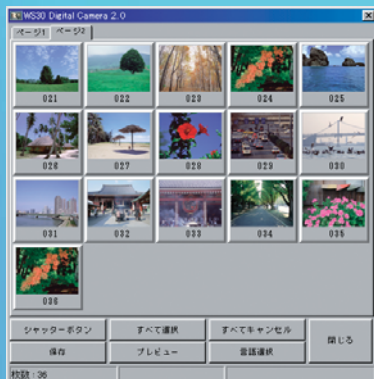 WS30 Digital Camera 2.0
ページ1 ページ2
021 022 023 024 025
026 027 028 029 030
031 032 033 034 035
036
シャッターボタン すべて選択 すべてキャンセル 閉じる
保存 プレビュー 言語選択
枚数 : 36